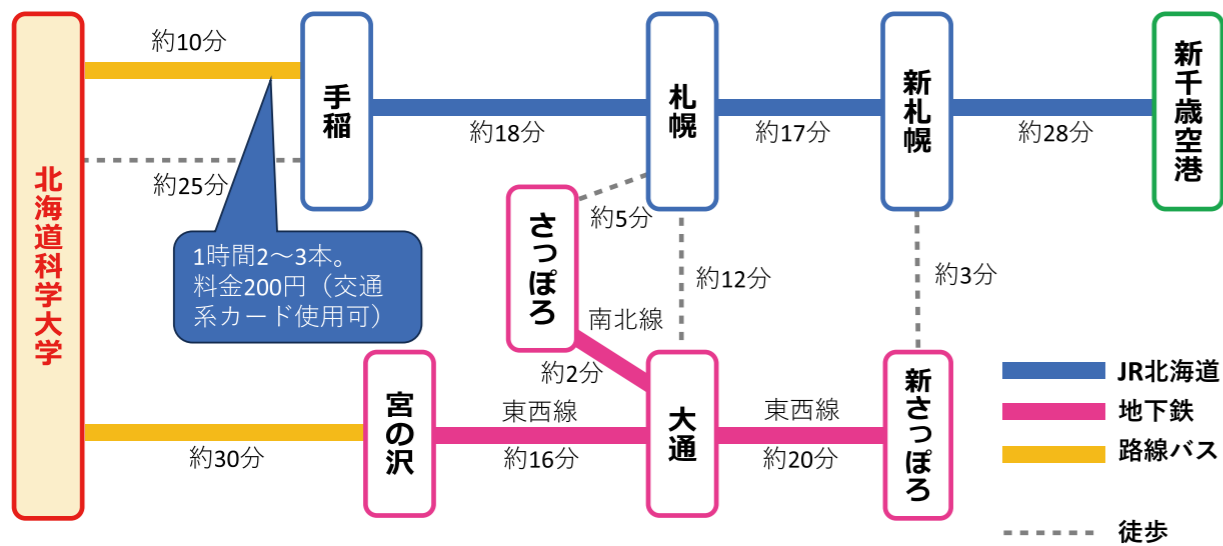 約10分
手稲
札幌
新札幌
新千歳空港
約18分
約17分
約28分
約25分
北海道科学大学
さっぽろ
約5分
1時間2～3本。
料金200円（交通
系カード使用可）
約12分
約3分
南北線
約2分
宮の沢
東西線
大通
東西線
新さっぽろ
約30分
約16分
約20分
JR北海道
地下鉄
路線バス
徒歩